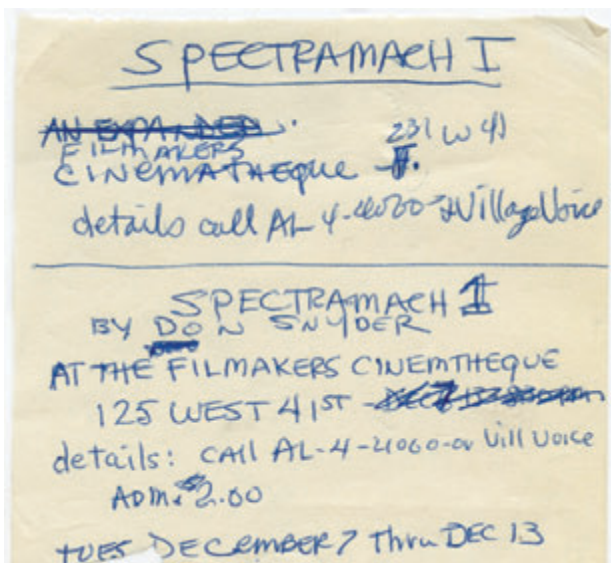 SPECTRAMACH I
AN EXPANDED
231 W 41
FILMAKERS
CINEMATHEQUE
details call AL 4-4060 Village Voice
SPECTRAMACH I
BY DON SNYDER
AT THE FILMAKERS CINEMTHEQUE
125 WEST 41ST
details: CALL AL-4-4060-or Vill Voice
ADM. $2.00
TUES DECEMBER 7 Thru DEC 13